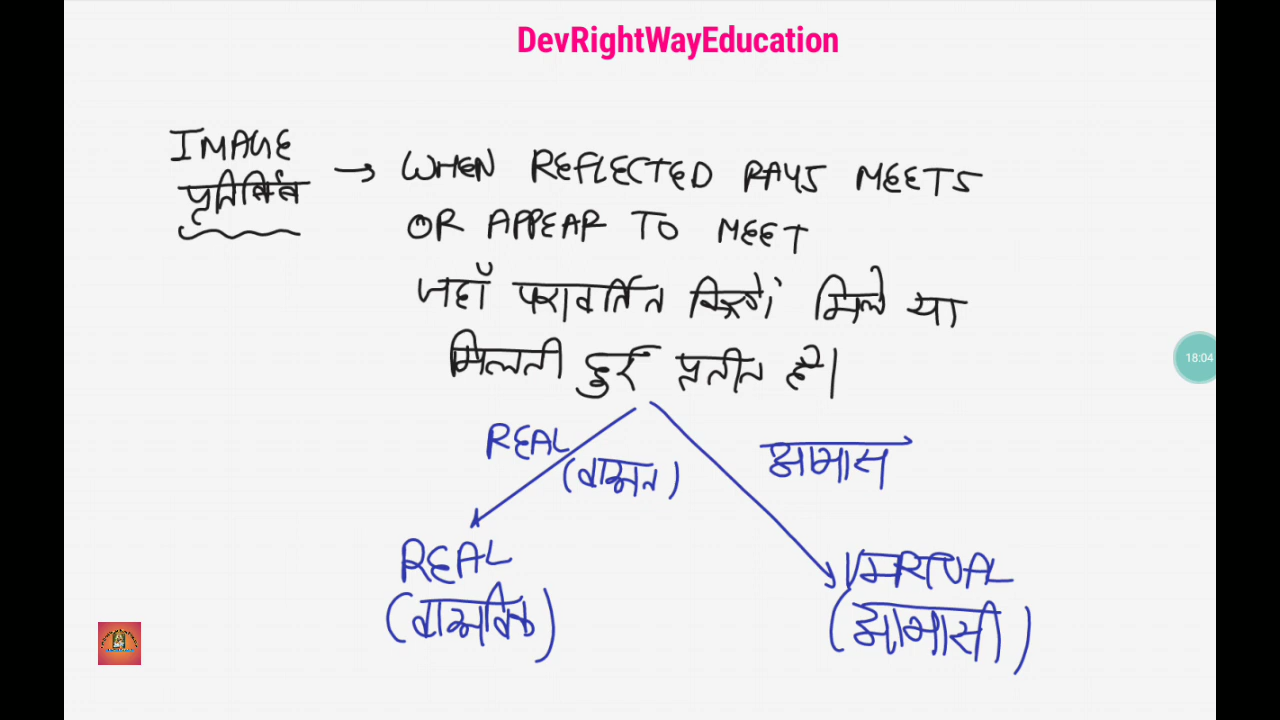 DevRightWayEducation
IMAGE → WHEN REFLECTED RAYS MEETS
प्रतिबिंब
OR APPEAR TO MEET
जहाँ परावर्तित किरणें मिले या
मिलती हुई प्रतीत है।
18:04
REAL
(वास्तव) आभास
REAL VIRTUAL
(वास्तविक) (आभासी)